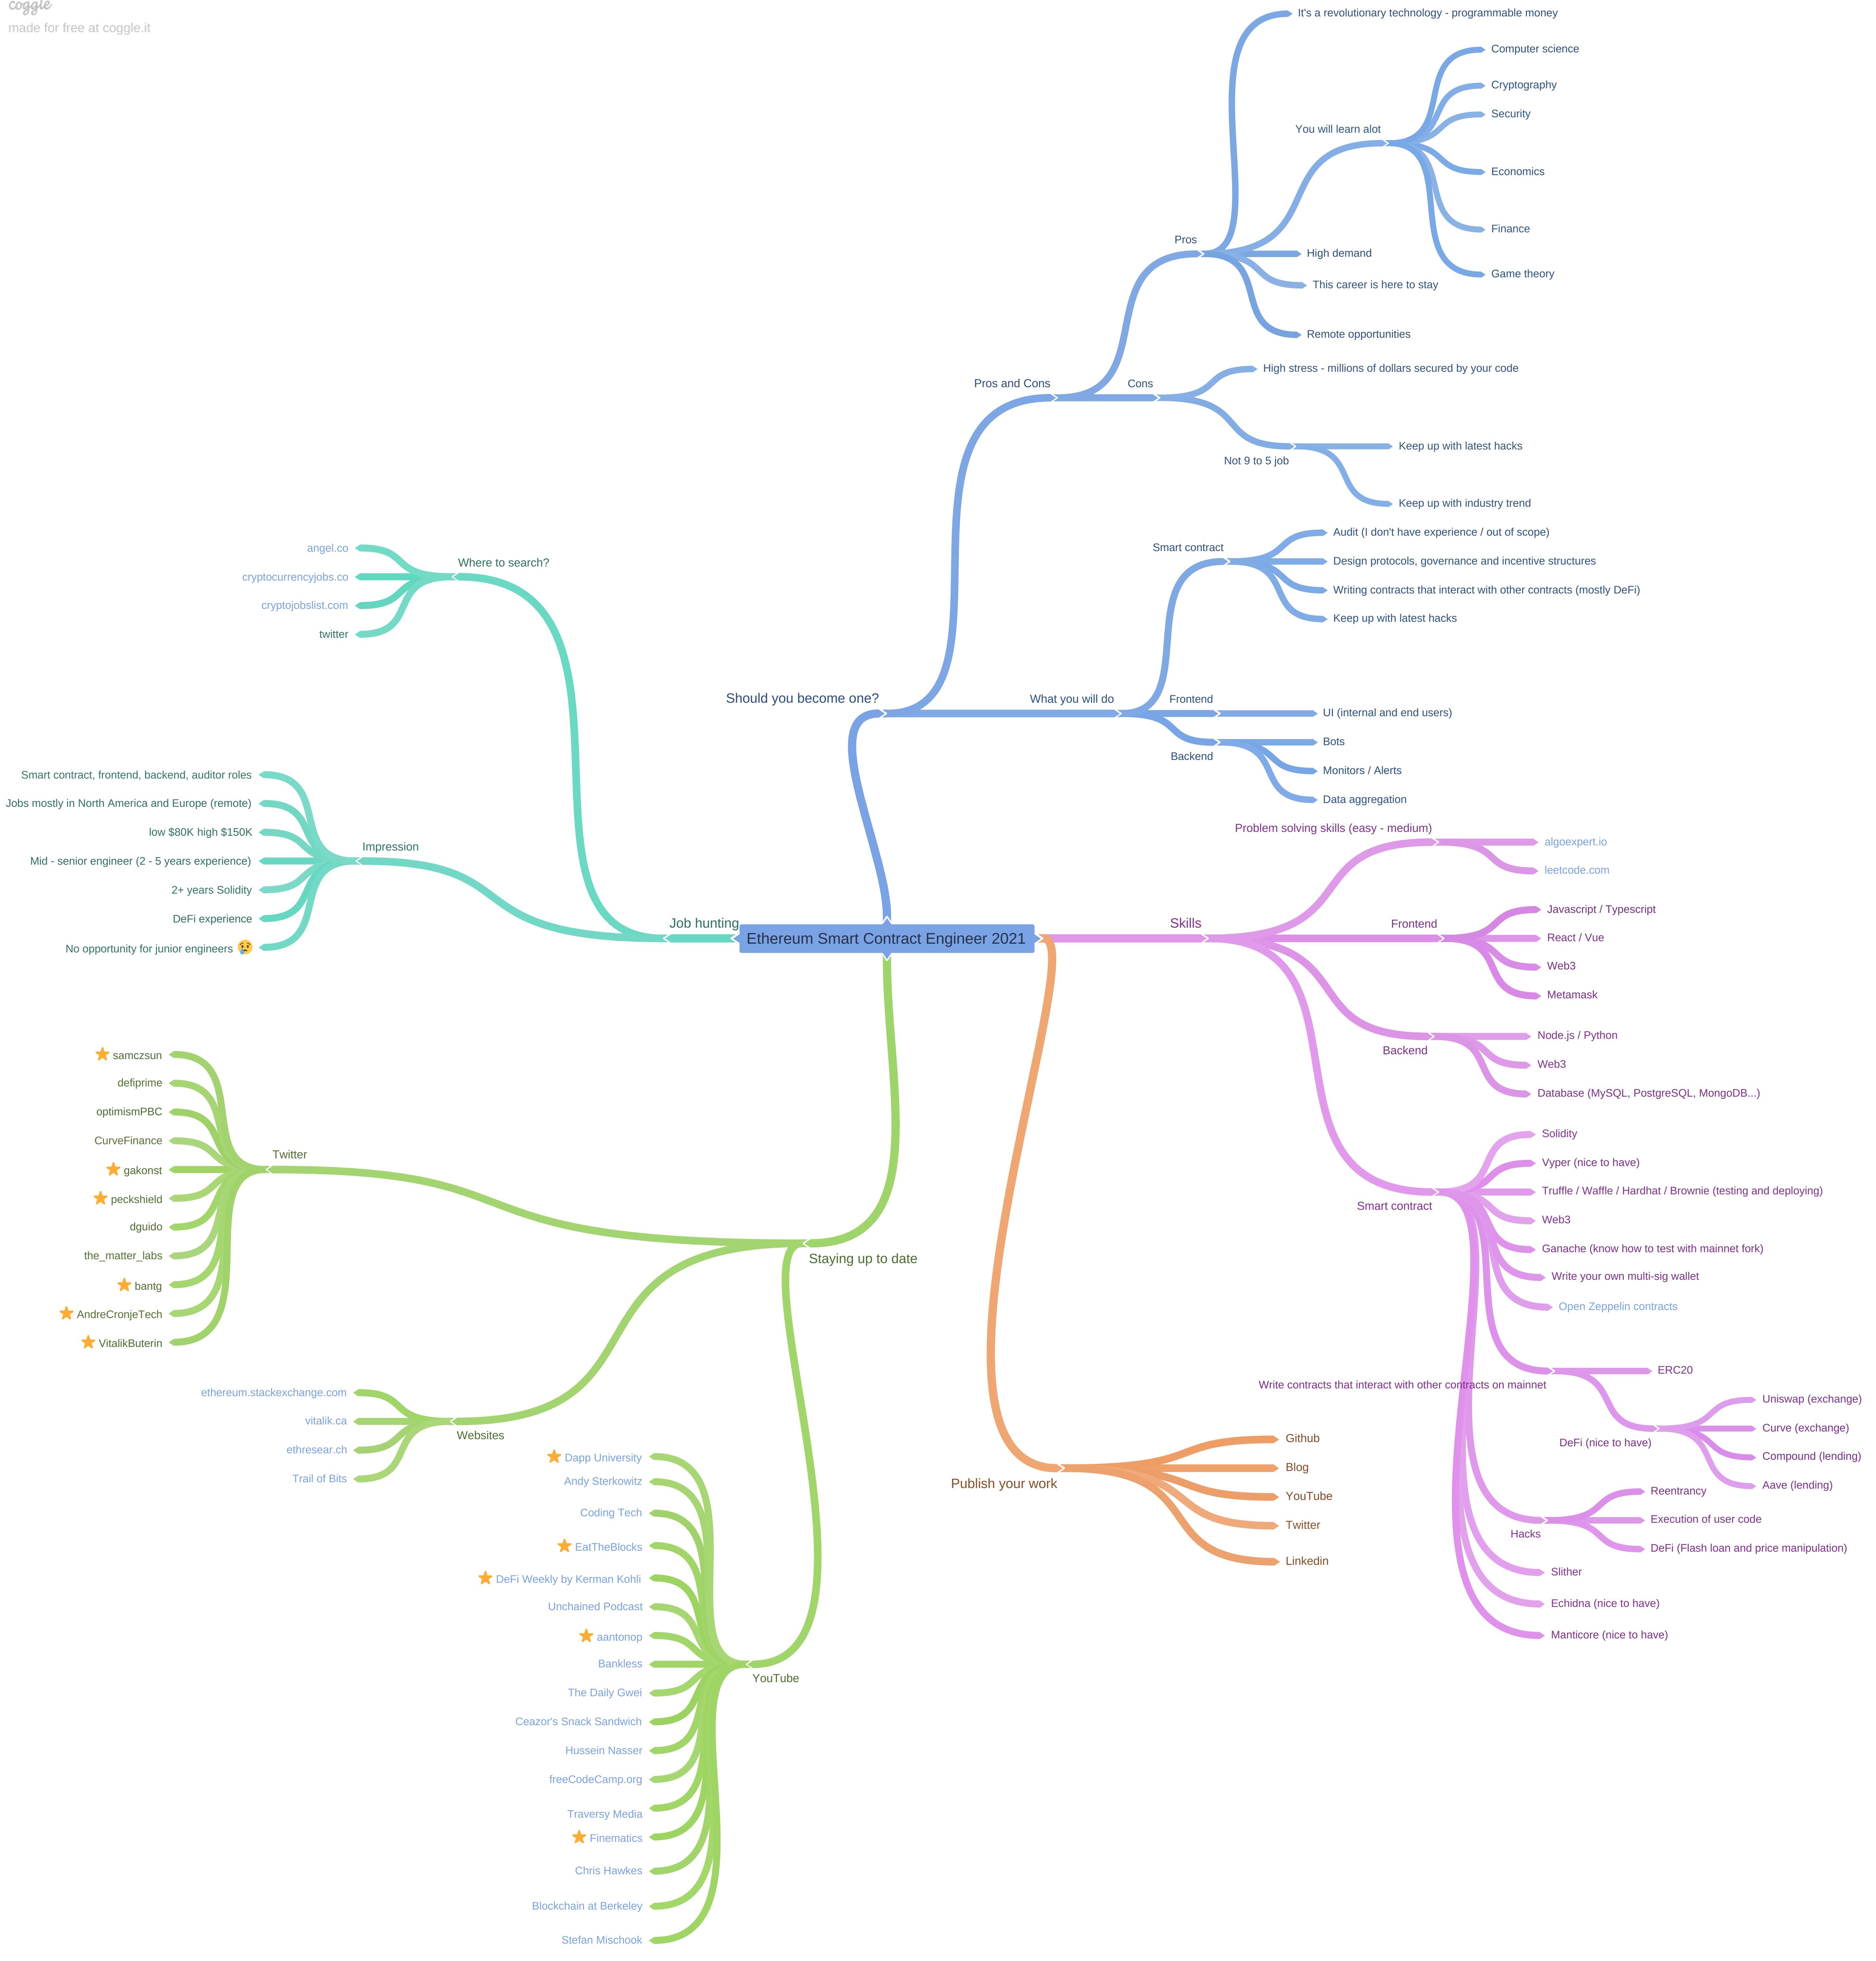 coggle
made for free at coggle.it
Ethereum Smart Contract Engineer 2021
Should you become one?
Pros and Cons
Pros
It's a revolutionary technology - programmable money
You will learn alot
Computer science
Cryptography
Security
Economics
Finance
Game theory
High demand
This career is here to stay
Remote opportunities
Cons
High stress - millions of dollars secured by your code
Not 9 to 5 job
Keep up with latest hacks
Keep up with industry trend
What you will do
Smart contract
Audit (I don't have experience / out of scope)
Design protocols, governance and incentive structures
Writing contracts that interact with other contracts (mostly DeFi)
Keep up with latest hacks
Frontend
UI (internal and end users)
Backend
Bots
Monitors / Alerts
Data aggregation
Skills
Problem solving skills (easy - medium)
algoexpert.io
leetcode.com
Frontend
Javascript / Typescript
React / Vue
Web3
Metamask
Backend
Node.js / Python
Web3
Database (MySQL, PostgreSQL, MongoDB...)
Smart contract
Solidity
Vyper (nice to have)
Truffle / Waffle / Hardhat / Brownie (testing and deploying)
Web3
Ganache (know how to test with mainnet fork)
Write your own multi-sig wallet
Open Zeppelin contracts
Write contracts that interact with other contracts on mainnet
ERC20
DeFi (nice to have)
Uniswap (exchange)
Curve (exchange)
Compound (lending)
Aave (lending)
Hacks
Reentrancy
Execution of user code
DeFi (Flash loan and price manipulation)
Slither
Echidna (nice to have)
Manticore (nice to have)
Publish your work
Github
Blog
YouTube
Twitter
Linkedin
Job hunting
Where to search?
angel.co
cryptocurrencyjobs.co
cryptojobslist.com
twitter
Impression
Smart contract, frontend, backend, auditor roles
Jobs mostly in North America and Europe (remote)
low $80K high $150K
Mid - senior engineer (2 - 5 years experience)
2+ years Solidity
DeFi experience
No opportunity for junior engineers 😢
Staying up to date
Twitter
⭐ samczsun
defiprime
optimismPBC
CurveFinance
⭐ gakonst
⭐ peckshield
dguido
the_matter_labs
⭐ bantg
⭐ AndreCronjeTech
⭐ VitalikButerin
Websites
ethereum.stackexchange.com
vitalik.ca
ethresear.ch
Trail of Bits
YouTube
⭐ Dapp University
Andy Sterkowitz
Coding Tech
⭐ EatTheBlocks
⭐ DeFi Weekly by Kerman Kohli
Unchained Podcast
⭐ aantonop
Bankless
The Daily Gwei
Ceazor's Snack Sandwich
Hussein Nasser
freeCodeCamp.org
Traversy Media
⭐ Finematics
Chris Hawkes
Blockchain at Berkeley
Stefan Mischook